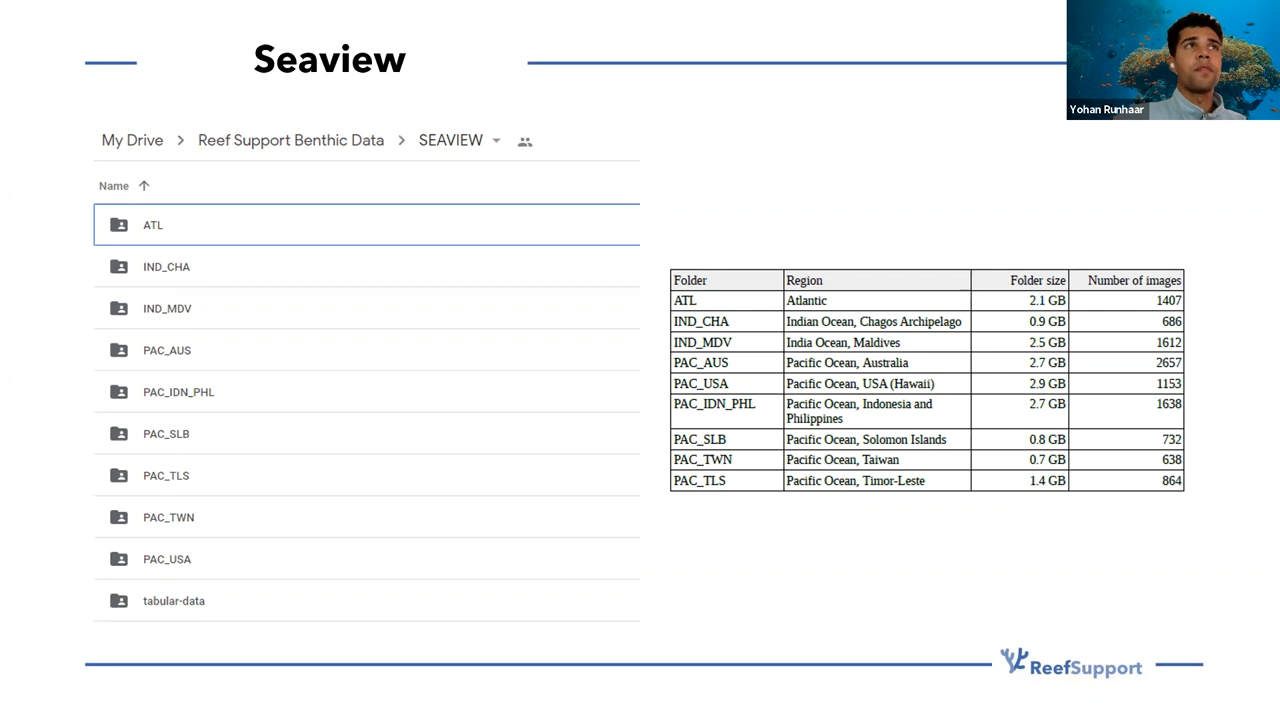 Seaview
Yohan Runhaar
My Drive > Reef Support Benthic Data > SEAVIEW
Name
ATL
IND_CHA
IND_MDV
PAC_AUS
PAC_IDN_PHL
PAC_SLB
PAC_TLS
PAC_TWN
PAC_USA
tabular-data
Folder Region Folder size Number of images
ATL Atlantic 2.1 GB 1407
IND_CHA Indian Ocean, Chagos Archipelago 0.9 GB 686
IND_MDV India Ocean, Maldives 2.5 GB 1612
PAC_AUS Pacific Ocean, Australia 2.7 GB 2657
PAC_USA Pacific Ocean, USA (Hawaii) 2.9 GB 1153
PAC_IDN_PHL Pacific Ocean, Indonesia and 2.7 GB 1638
Philippines
PAC_SLB Pacific Ocean, Solomon Islands 0.8 GB 732
PAC_TWN Pacific Ocean, Taiwan 0.7 GB 638
PAC_TLS Pacific Ocean, Timor-Leste 1.4 GB 864
ReefSupport